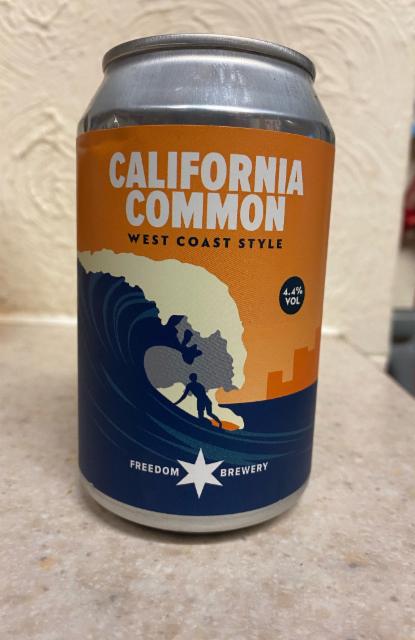 CALIFORNIA
COMMON
WEST COAST STYLE
4.4%
VOL
FREEDOM BREWERY